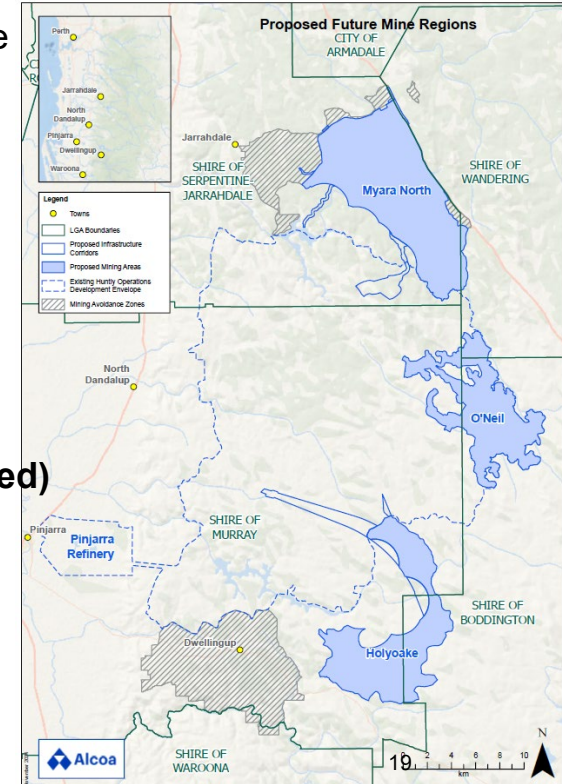 e
ed)
Proposed Future Mine Regions
CITY OF
ARMADALE
Perth
Jarrahdale
North
Dandalup
Pinjarra
Dwellingup
Waroona
Legend
Towns
LGA Boundaries
Proposed Infrastructure
Corridors
Proposed Mining Areas
Existing Huntly Operations
Development Envelope
Mining Avoidance Zones
Jarrahdale
SHIRE OF
SERPENTINE
JARRAHDALE
Myara North
SHIRE OF
WANDERING
North
Dandalup
O'Neil
Pinjarra
Pinjarra
Refinery
SHIRE OF
MURRAY
SHIRE OF
BODDINGTON
Dwellingup
Holyoake
Alcoa
SHIRE OF
WAROONA
19
2 4 6 8 10
km
N